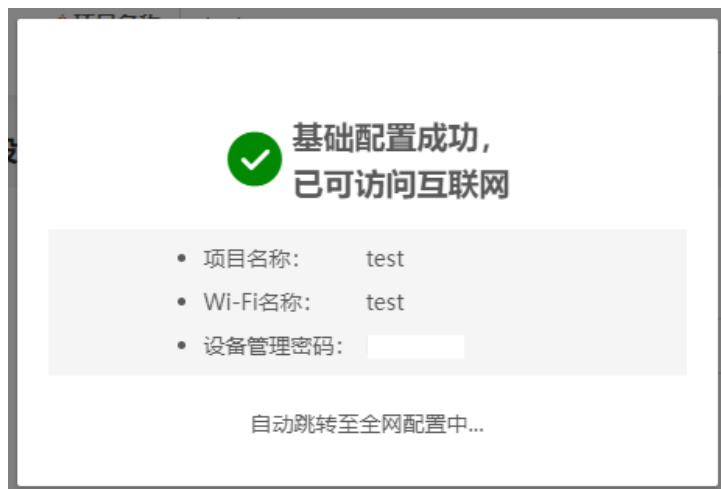 基础配置成功，
已可访问互联网
项目名称： test
Wi-Fi名称： test
设备管理密码：
自动跳转至全网配置中...